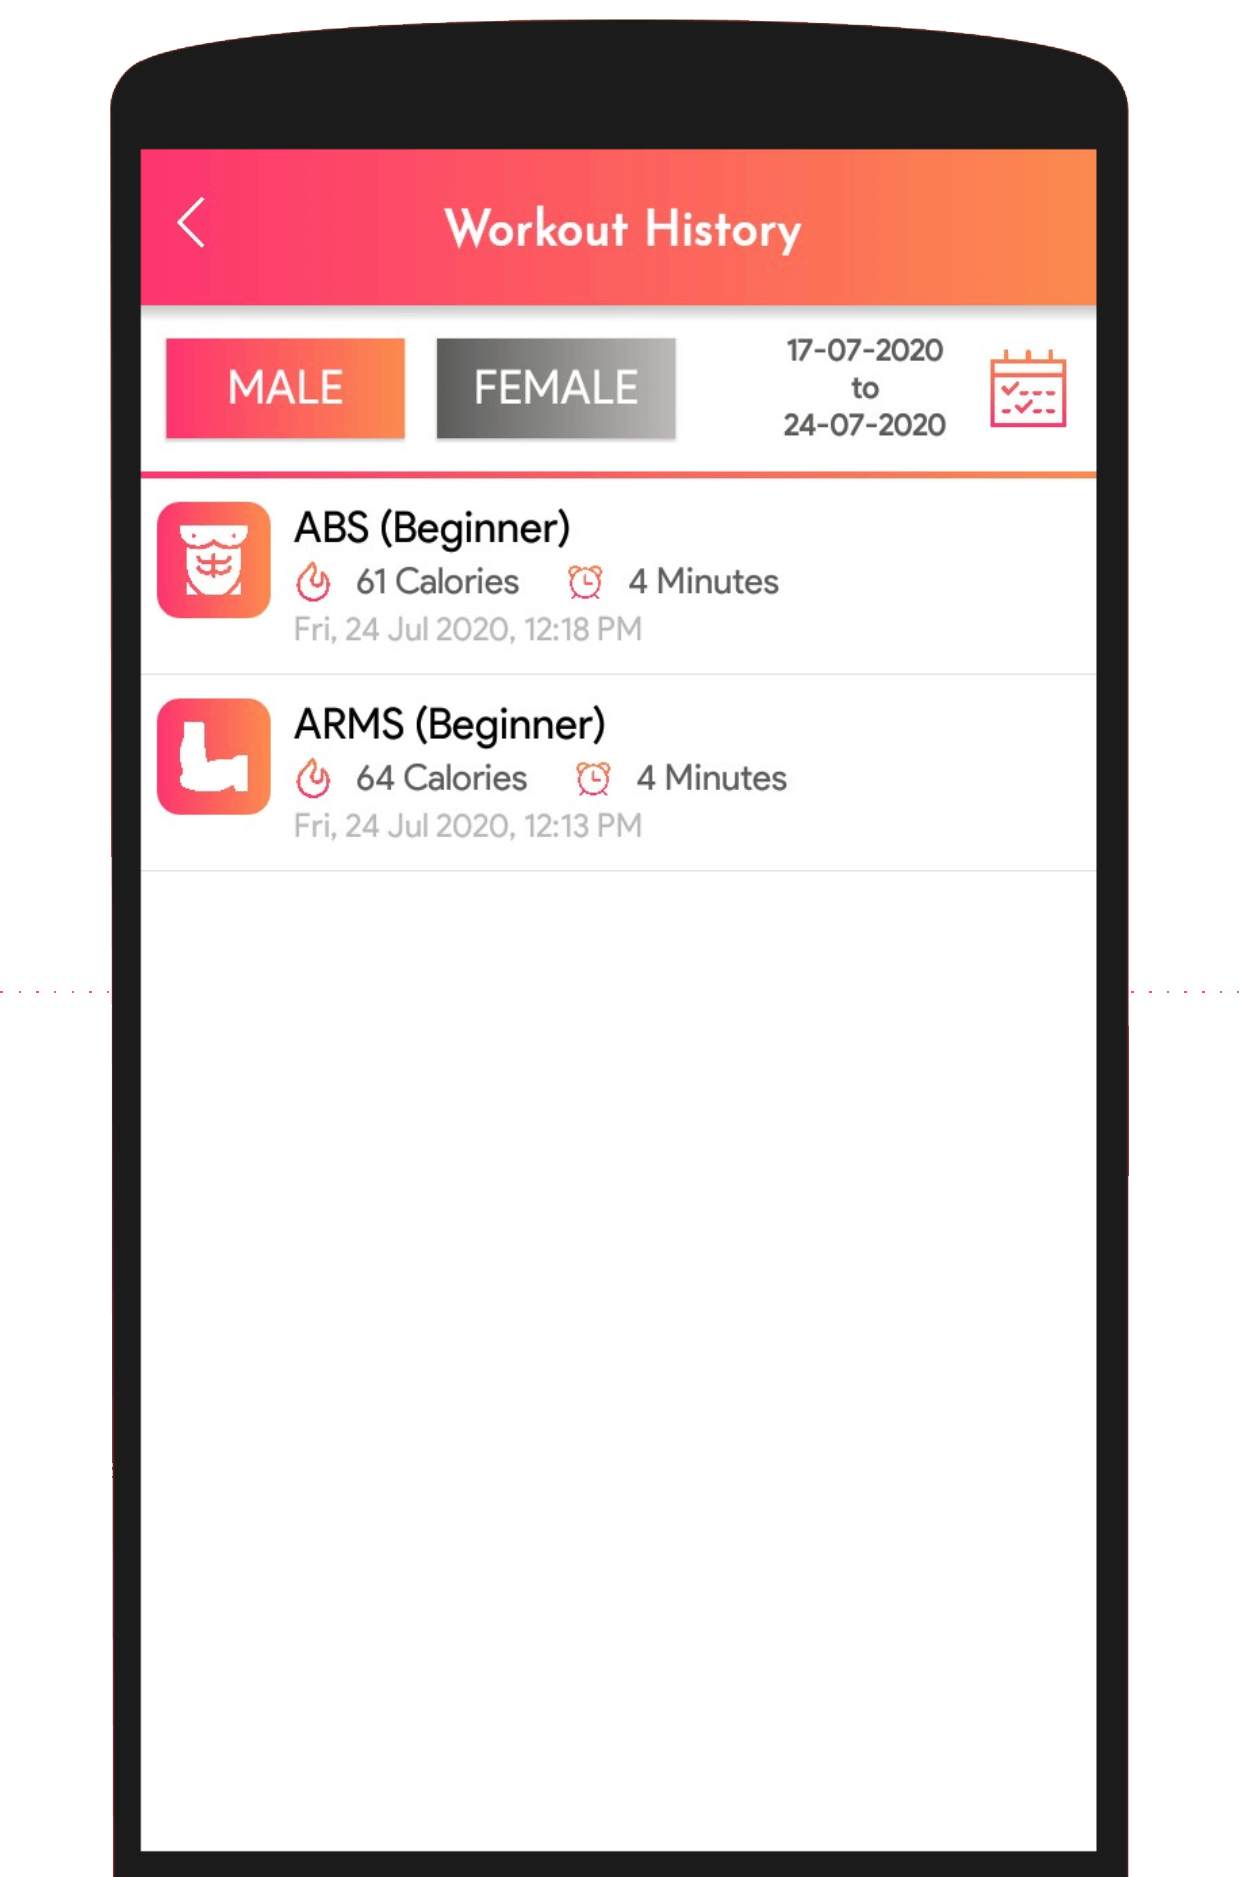 Workout History
MALE
FEMALE
17-07-2020
to
24-07-2020
ABS (Beginner)
61 Calories
4 Minutes
Fri, 24 Jul 2020, 12:18 PM
ARMS (Beginner)
64 Calories
4 Minutes
Fri, 24 Jul 2020, 12:13 PM